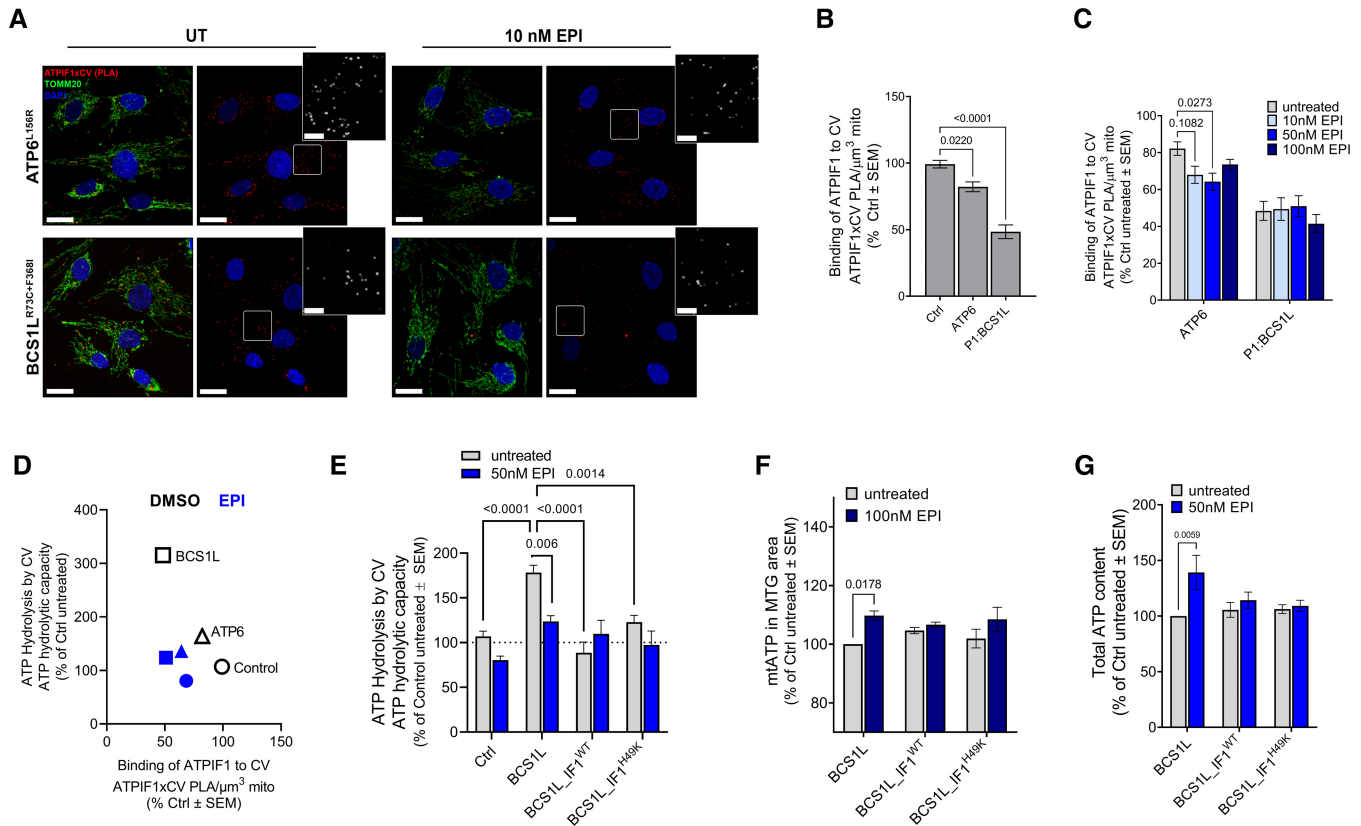 A
UT
10 nM EPI
ATPIF1xCV (PLA)
TOMM20
DAPI
ATP6L156R
BCS1LR73C+F368I
B
Binding of ATPIF1 to CV
ATPIF1xCV PLA/µm3 mito
(% Ctrl ± SEM)
150
100
50
0
<0.0001
0.0220
Ctrl
ATP6
P1:BCS1L
C
Binding of ATPIF1 to CV
ATPIF1xCV PLA/µm3 mito
(% Ctrl untreated ± SEM)
100
80
60
40
20
0
0.0273
0.1082
untreated
10nM EPI
50nM EPI
100nM EPI
ATP6
P1:BCS1L
D
DMSO EPI
ATP Hydrolysis by CV
ATP hydrolytic capacity
(% of Ctrl untreated)
400
300
200
100
0
BCS1L
ATP6
Control
0 50 100 150
Binding of ATPIF1 to CV
ATPIF1xCV PLA/µm3 mito
(% Ctrl ± SEM)
E
untreated
50nM EPI
0.0014
<0.0001 <0.0001
0.006
ATP Hydrolysis by CV
ATP hydrolytic capacity
(% of Control untreated ± SEM)
200
150
100
50
0
Ctrl
BCS1L
BCS1L_IF1WT
BCS1L_IF1H49K
F
untreated
100nM EPI
mtATP in MTG area
(% of Ctrl untreated ± SEM)
140
120
100
80
0.0178
BCS1L
BCS1L_IF1WT
BCS1L_IF1H49K
G
untreated
50nM EPI
Total ATP content
(% of Ctrl untreated ± SEM)
200
150
100
50
0
0.0059
BCS1L
BCS1L_IF1WT
BCS1L_IF1H49K